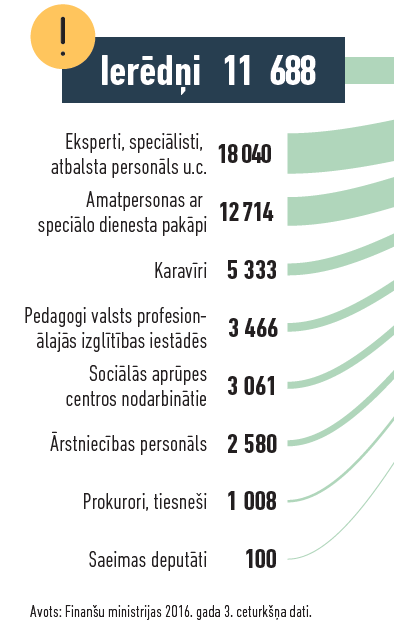 !
Ierēdņi 11 688
Eksperti, speciālisti,
atbalsta personāls u.c. 18 040
Amatpersonas ar
speciālo dienesta pakāpi 12 714
Karavīri 5 333
Pedagogi valsts profesion-
ālajās izglītības iestādēs 3 466
Sociālās aprūpes
centros nodarbinātie 3 061
Ārstniecības personāls 2 580
Prokurori, tiesneši 1 008
Saeimas deputāti 100
Avots: Finanšu ministrijas 2016. gada 3. ceturkšņa dati.